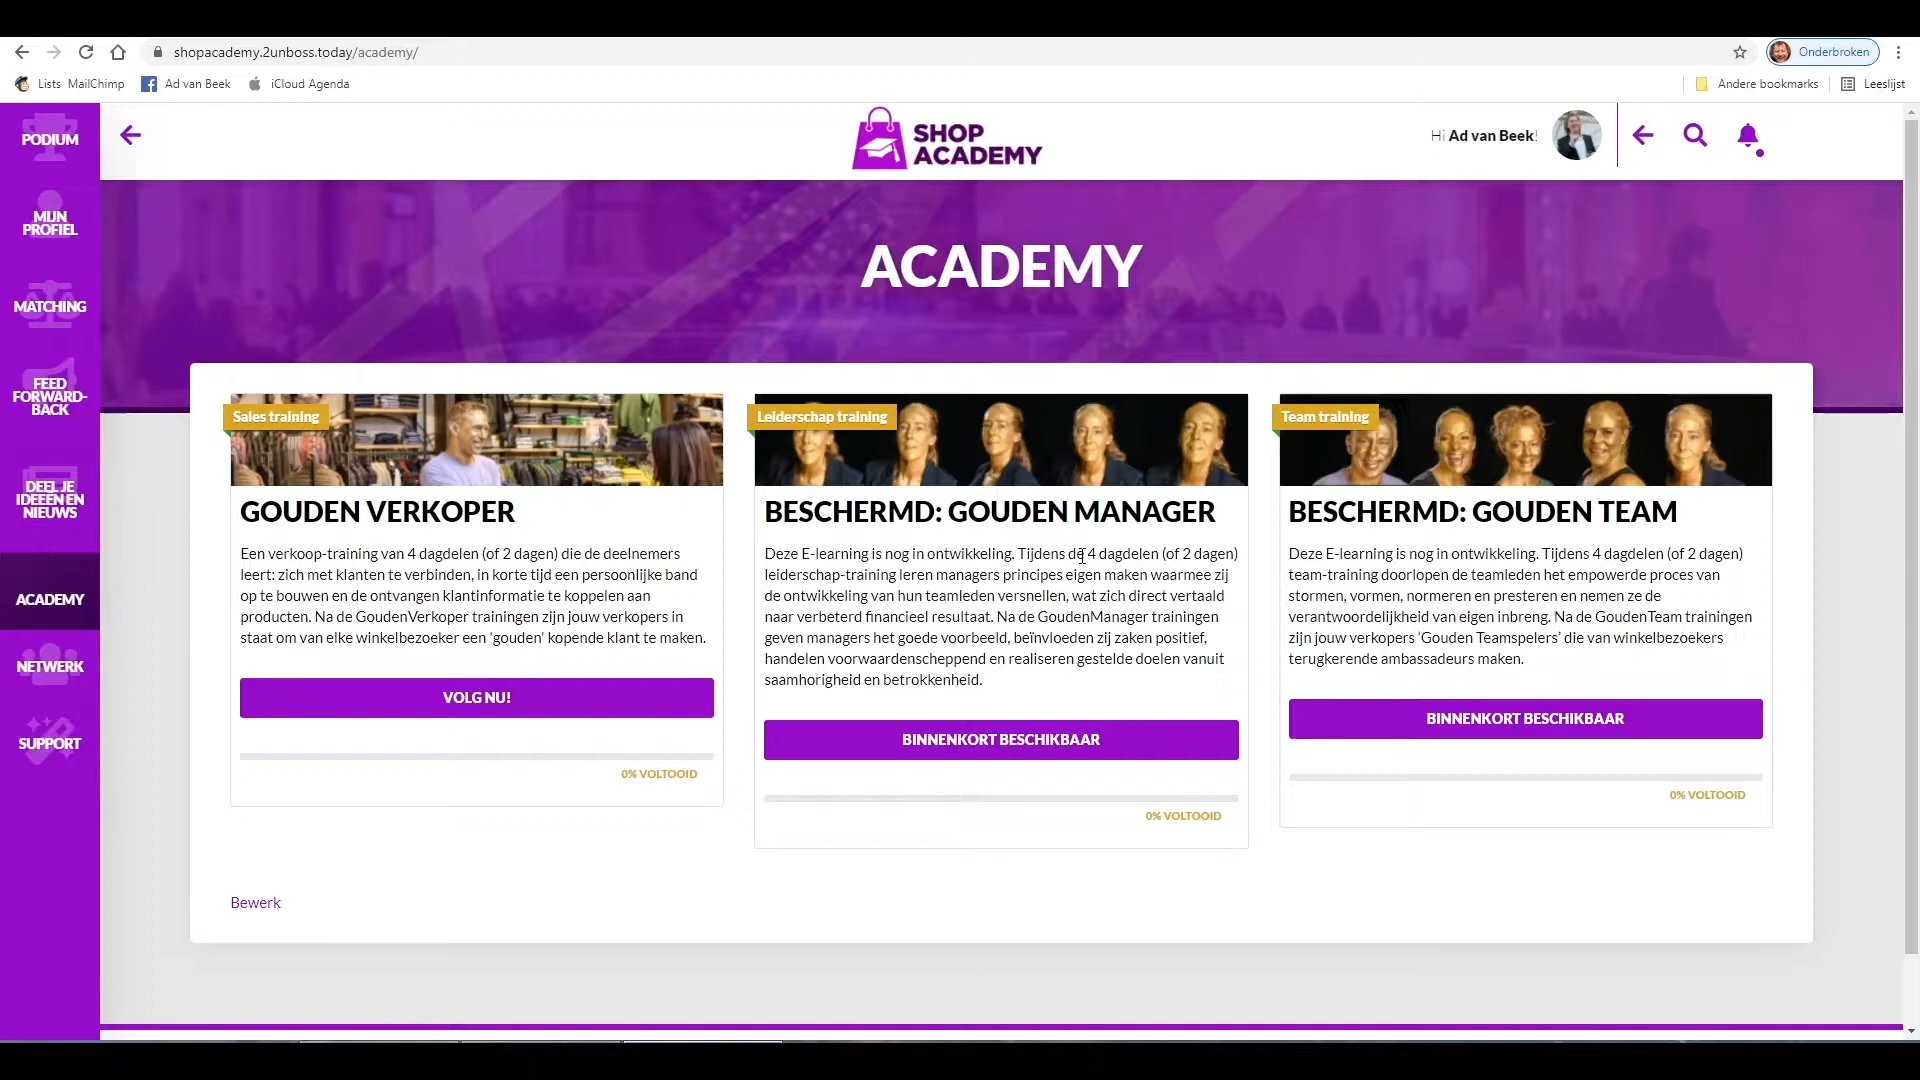 shopacademy.2unboss.today/academy/
Onderbroken
Lists MailChimp
Ad van Beek
iCloud Agenda
Andere bookmarks
Leeslijst
PODIUM
MIJN
PROFIEL
MATCHING
FEED
FORWARD-
BACK
DEEL JE
IDEEËN EN
NIEUWS
ACADEMY
NETWERK
SUPPORT
SHOP
ACADEMY
Hi Ad van Beek!
ACADEMY
Sales training
GOUDEN VERKOPER
Een verkoop-training van 4 dagdelen (of 2 dagen) die de deelnemers
leert: zich met klanten te verbinden, in korte tijd een persoonlijke band
op te bouwen en de ontvangen klantinformatie te koppelen aan
producten. Na de GoudenVerkoper trainingen zijn jouw verkopers in
staat om van elke winkelbezoeker een 'gouden' kopende klant te maken.
VOLG NU!
0% VOLTOOID
Leiderschap training
BESCHERMD: GOUDEN MANAGER
Deze E-learning is nog in ontwikkeling. Tijdens de 4 dagdelen (of 2 dagen)
leiderschap-training leren managers principes eigen maken waarmee zij
de ontwikkeling van hun teamleden versnellen, wat zich direct vertaald
naar verbeterd financieel resultaat. Na de GoudenManager trainingen
geven managers het goede voorbeeld, beïnvloeden zij zaken positief,
handelen voorwaardenscheppend en realiseren gestelde doelen vanuit
saamhorigheid en betrokkenheid.
BINNENKORT BESCHIKBAAR
0% VOLTOOID
Team training
BESCHERMD: GOUDEN TEAM
Deze E-learning is nog in ontwikkeling. Tijdens 4 dagdelen (of 2 dagen)
team-training doorlopen de teamleden het empowerde proces van
stormen, vormen, normeren en presteren en nemen ze de
verantwoordelijkheid van eigen inbreng. Na de GoudenTeam trainingen
zijn jouw verkopers ‘Gouden Teamspelers’ die van winkelbezoekers
terugkerende ambassadeurs maken.
BINNENKORT BESCHIKBAAR
0% VOLTOOID
Bewerk